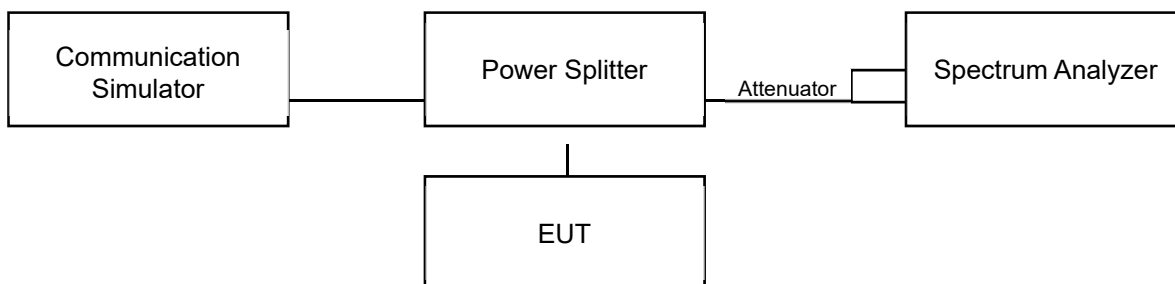 Communication
Simulator
Power Splitter
Attenuator
Spectrum Analyzer
EUT